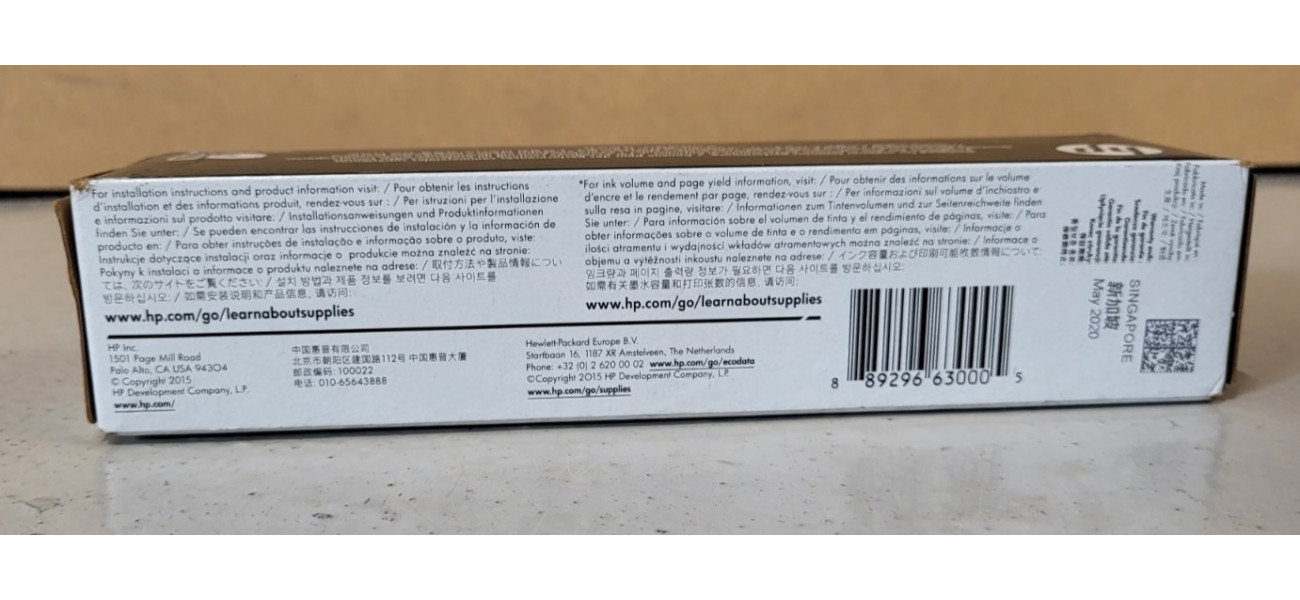 *For installation instructions and product information visit: / Pour obtenir les instructions
d'installation et des informations produit, rendez-vous sur : / Per istruzioni per l'installazione
e informazioni sul prodotto visitare: / Installationsanweisungen und Produktinformationen
finden Sie unter: / Se pueden encontrar las instrucciones de instalación y la información de
producto en: / Para obter instruções de instalação e informação sobre o produto, viste:
Instrukcje dotyczące instalacji oraz informacje o produkcie można znaleźć na stronie:
Pokyny k instalaci a informace o produktu naleznete na adrese: / 取付方法や製品情報につい
ては、次のサイトをご覧ください: / 설치 방법과 제품 정보를 보려면 다음 사이트를
방문하십시오: / 如需安装说明和产品信息, 请访问:
www.hp.com/go/learnaboutsupplies
*For ink volume and page yield information, visit: / Pour obtenir des informations sur le volume
d'encre et le rendement par page, rendez-vous sur : / Per informazioni sul volume d'inchiostro e
sulla resa in pagine, visitare: / Informationen zum Tintenvolumen und zur Seitenreichweite finden
Sie unter: / Para información sobre el volumen de tinta y el rendimiento de páginas, visite: / Para
obter informações sobre o volume de tinta e o rendimento em páginas, visite: / Informacje o
ilości atramentu i wydajności wkładów atramentowych można znaleźć na stronie: / Informace o
objemu a výtěžnosti inkoustu naleznete na adrese: / インク容量および印刷可能枚数情報について:
잉크량과 페이지 출력량 정보가 필요하면 다음 사이트를 방문하십시오:
如需有关墨水容量和打印张数的信息, 请访问:
www.hp.com/go/learnaboutsupplies
HP Inc.
1501 Page Mill Road
Palo Alto, CA USA 94304
© Copyright 2015
HP Development Company, L.P.
www.hp.com/
中国惠普有限公司
北京市朝阳区建国路112号 中国惠普大厦
邮政编码: 100022
电话: 010-65643888
Hewlett-Packard Europe B.V.
Startbaan 16, 1187 XR Amstelveen, The Netherlands
Phone: +32 (0) 2 620 00 02 www.hp.com/go/ecodata
©Copyright 2015 HP Development Company, L.P.
www.hp.com/go/supplies
8 89296 63000 5
SINGAPORE
新加坡
May 2020
Warranty ends
hp